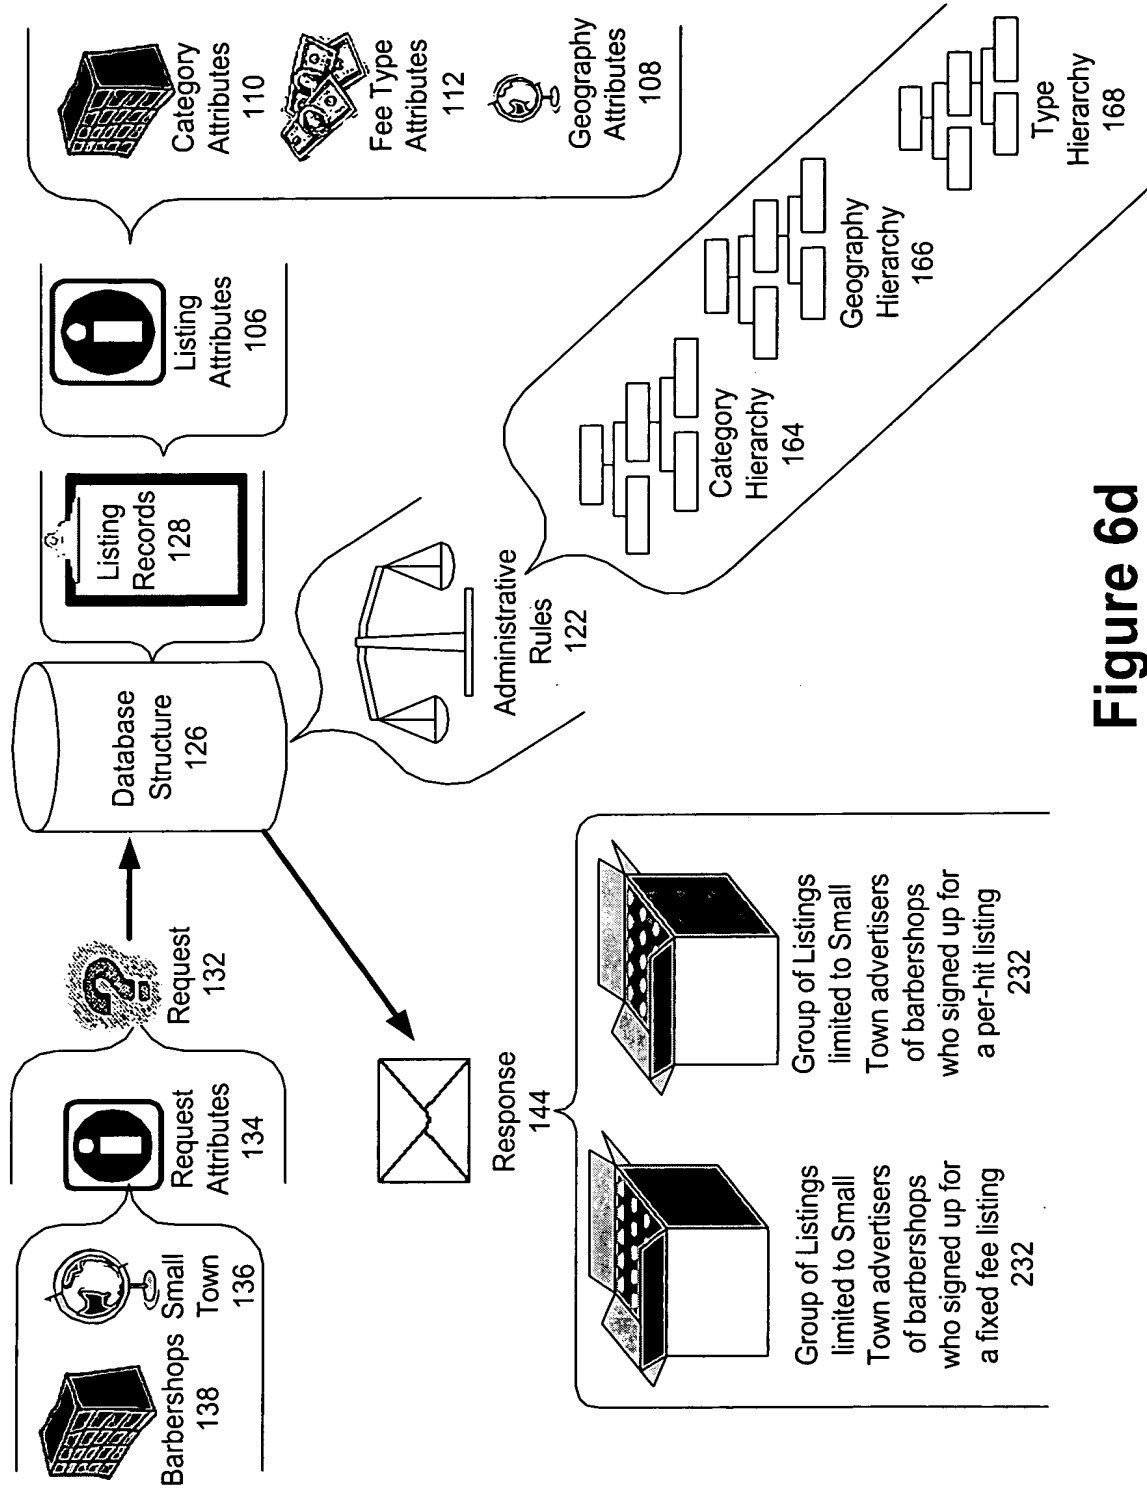 Barbershops
138
Small
Town
136
Request
Attributes
134
Request
132
Database
Structure
126
Listing
Records
128
Listing
Attributes
106
Category
Attributes
110
Fee Type
Attributes
112
Geography
Attributes
108
Administrative
Rules
122
Category
Hierarchy
164
Geography
Hierarchy
166
Type
Hierarchy
168
Response
144
Group of Listings
limited to Small
Town advertisers
of barbershops
who signed up for
a fixed fee listing
232
Group of Listings
limited to Small
Town advertisers
of barbershops
who signed up for
a per-hit listing
232
Figure 6d